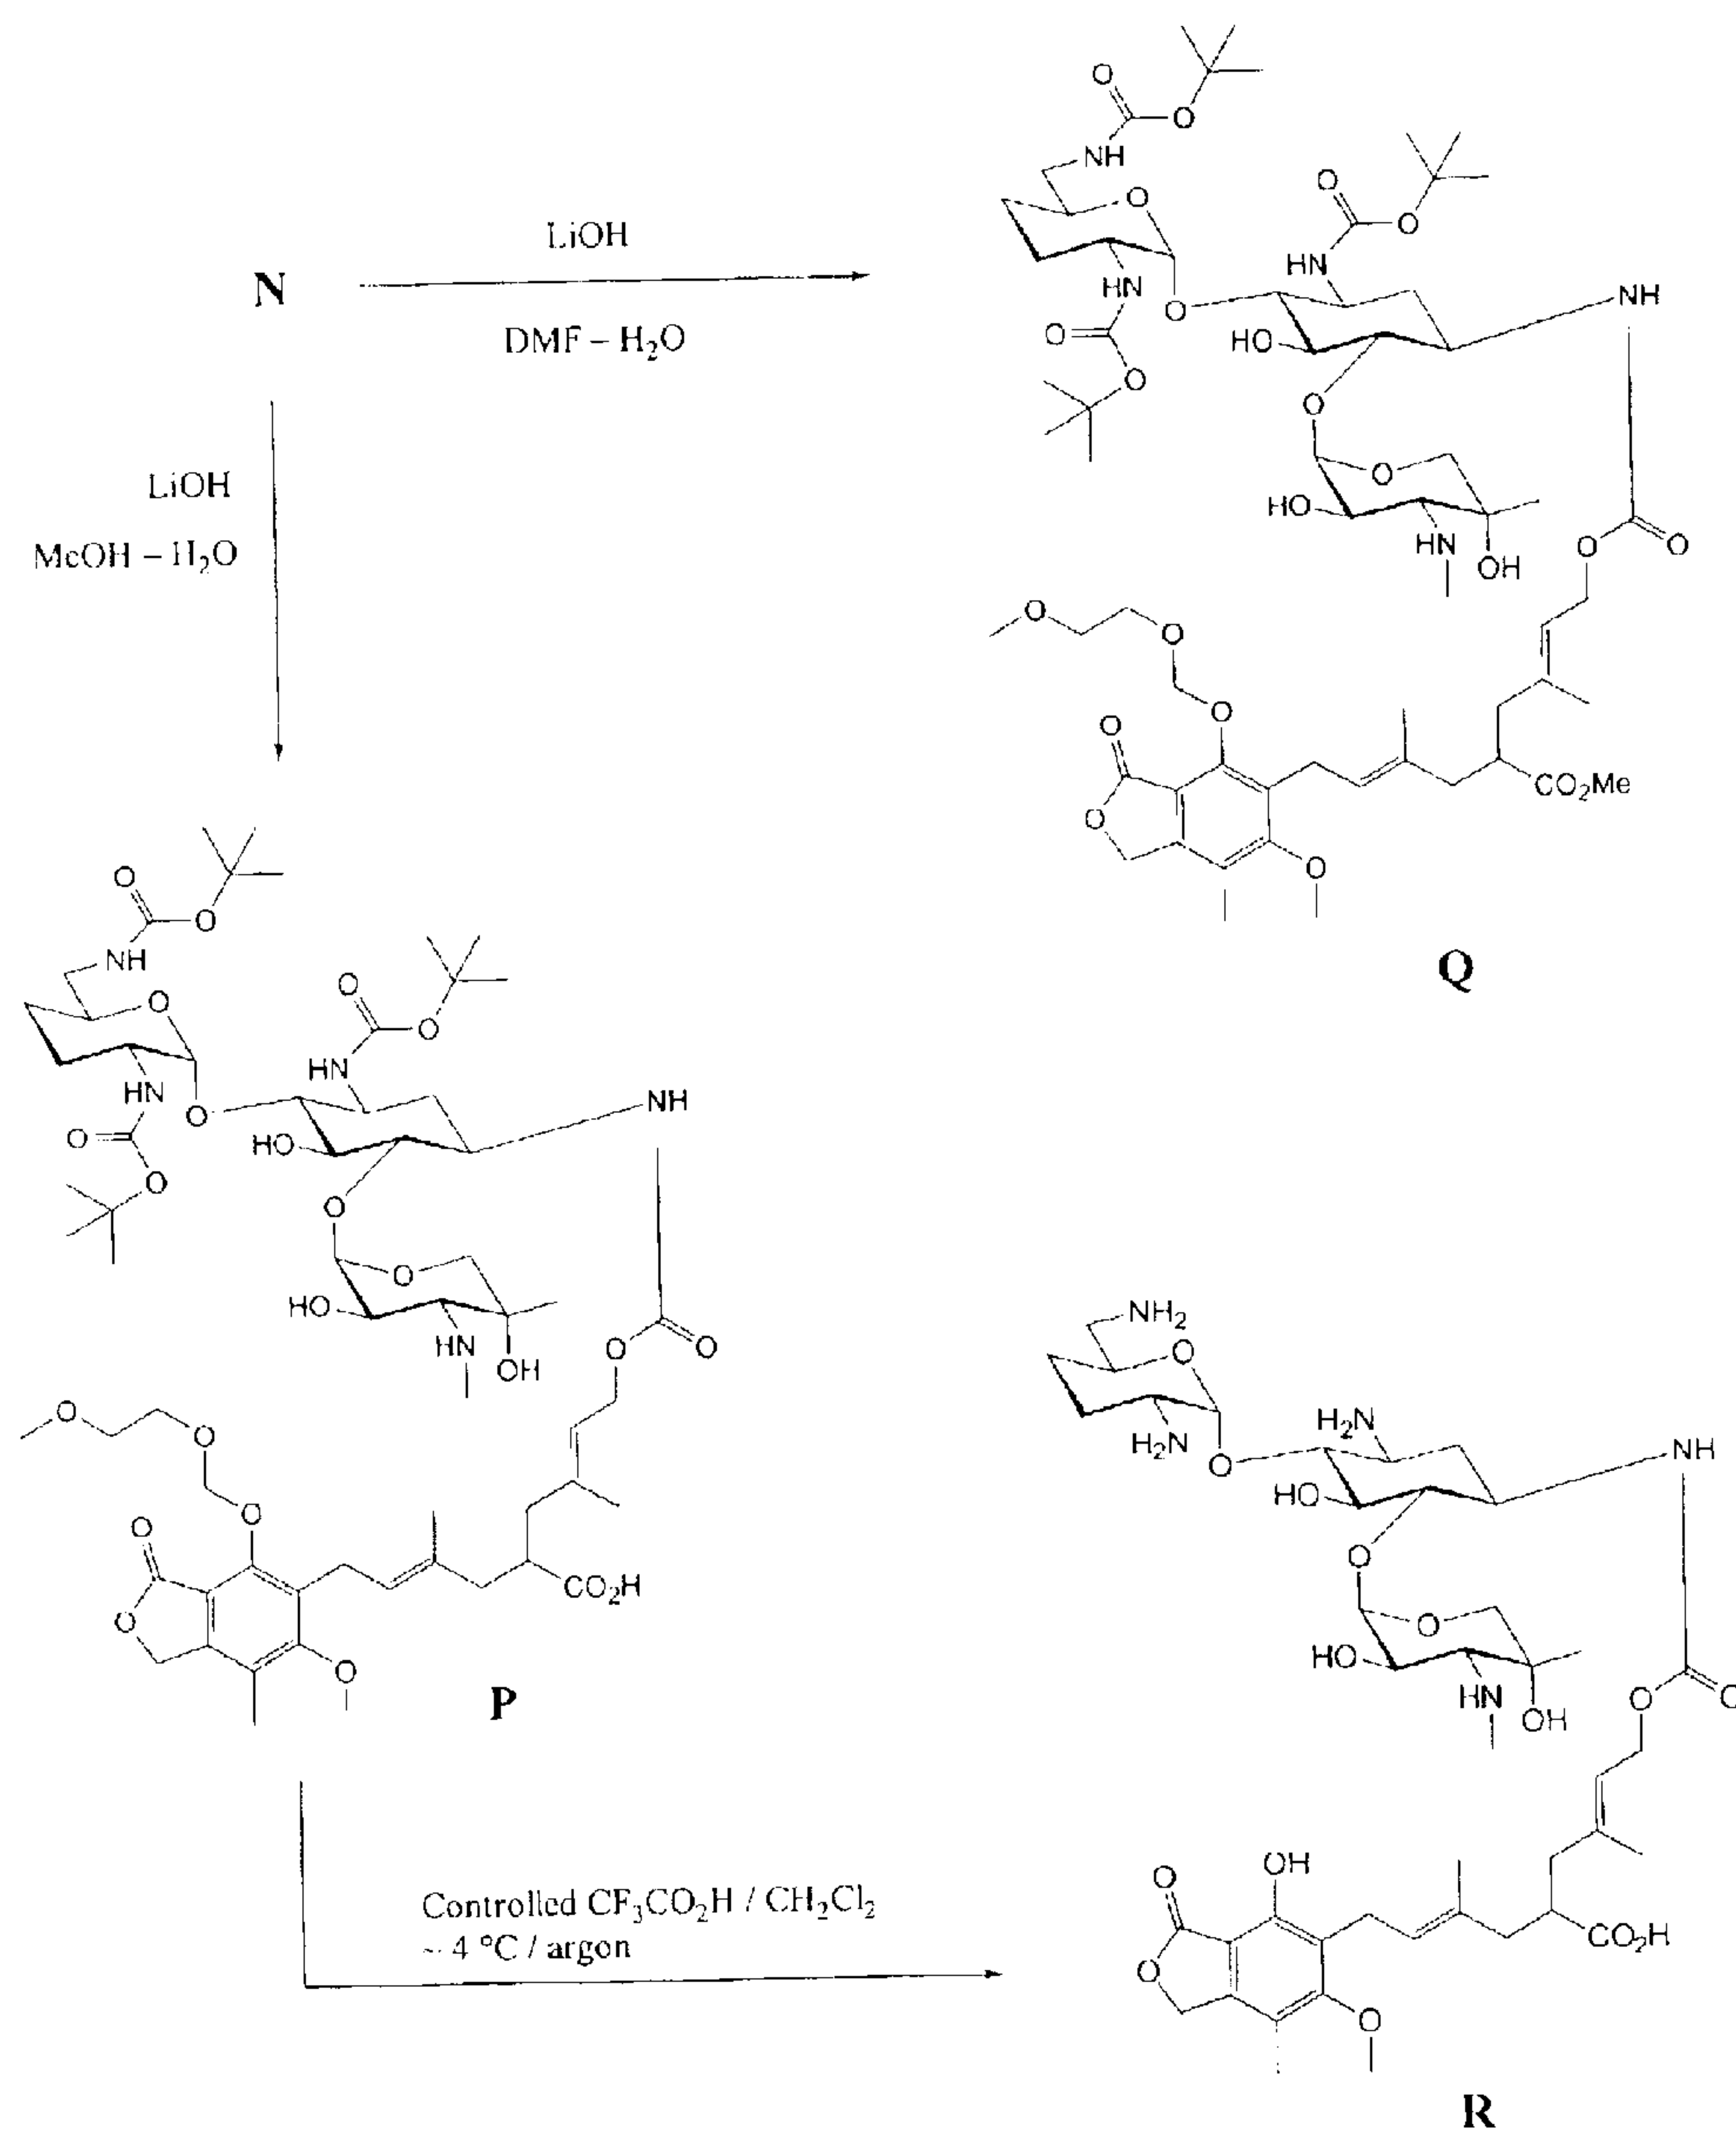 N
LiOH
DMF – H₂O
LiOH
MeOH – H₂O
O
O
NH
O
O
O
HN
HN
O
NH
O
HO
O
O
O
HO
HN
OH
O
O
O
O
O
O
O
CO₂Me
O
Q
O
O
NH
O
O
O
HN
HN
O
NH
O
HO
O
O
O
HO
HN
OH
O
O
O
O
O
O
O
CO₂H
O
P
NH₂
O
H₂N
H₂N
O
NH
HO
O
O
HO
HN
OH
O
O
O
OH
O
CO₂H
O
R
Controlled CF₃CO₂H / CH₂Cl₂
~ 4 °C / argon